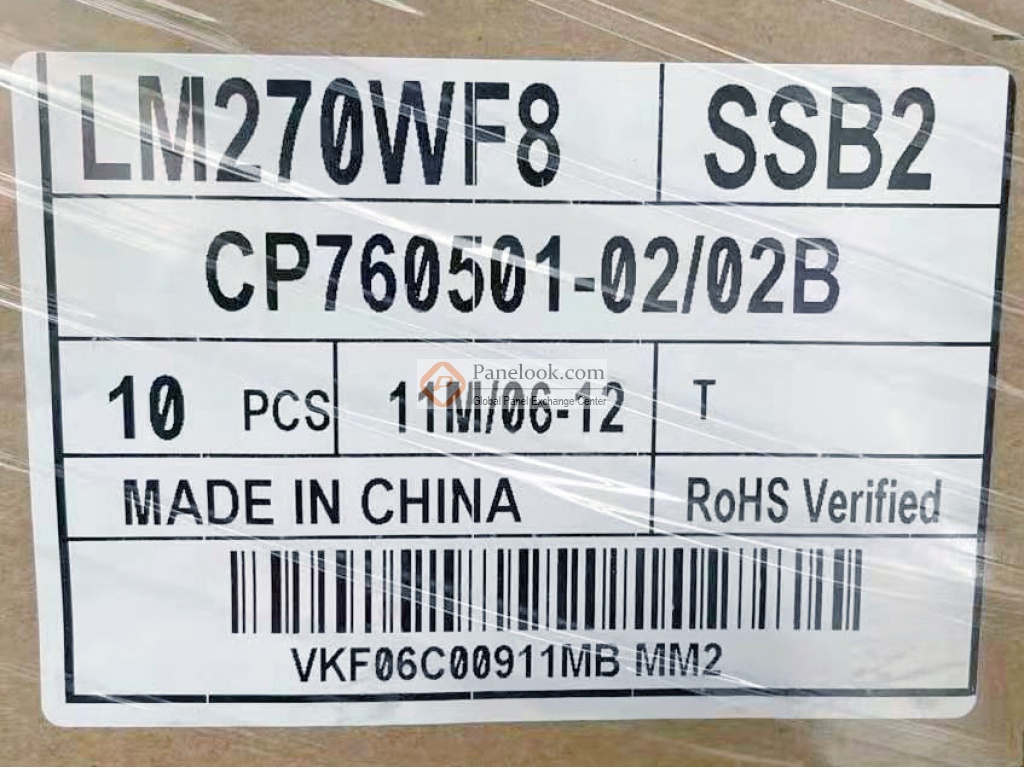 LM270WF8 SSB2
CP760501-02/02B
Panelook.com
Global Panel Exchange Center
10 PCS 11M/06-12 T
MADE IN CHINA RoHS Verified
VKF06C00911MB MM2